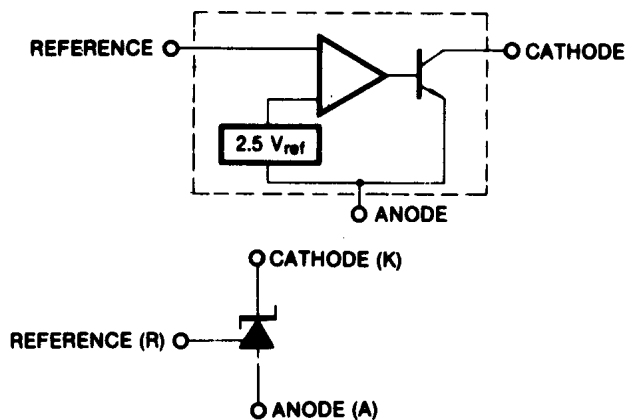 REFERENCE
CATHODE
2.5 Vref
ANODE
CATHODE (K)
REFERENCE (R)
ANODE (A)